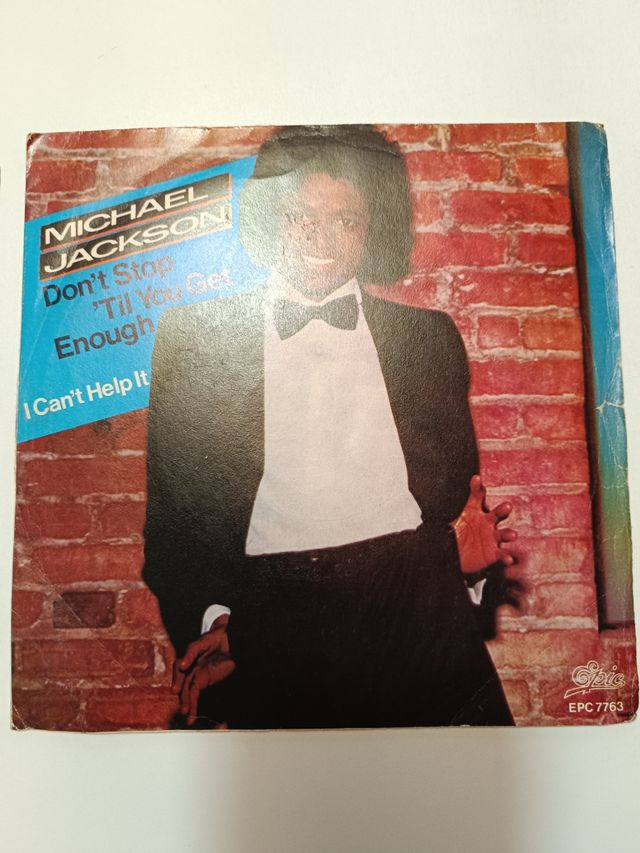 MICHAEL
JACKSON
Don't Stop
'Til You Get
Enough
I Can't Help It
Epic
EPC 7763